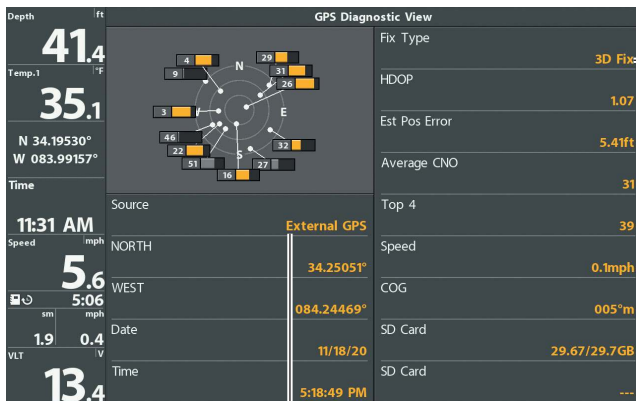 Depth ft
41.4
Temp.1 °F
35.1
N 34.19530°
W 083.99157°
Time
11:31 AM
Speed mph
5.6
5:06
sm mph
1.9 0.4
VLT V
13.4
GPS Diagnostic View
4
9
29
31
26
N
3
E
46
22
51
S
16
27
32
Source
External GPS
NORTH
34.25051°
WEST
084.24469°
Date
11/18/20
Time
5:18:49 PM
Fix Type
3D Fix
HDOP
1.07
Est Pos Error
5.41ft
Average CNO
31
Top 4
39
Speed
0.1mph
COG
005°m
SD Card
29.67/29.7GB
SD Card
---